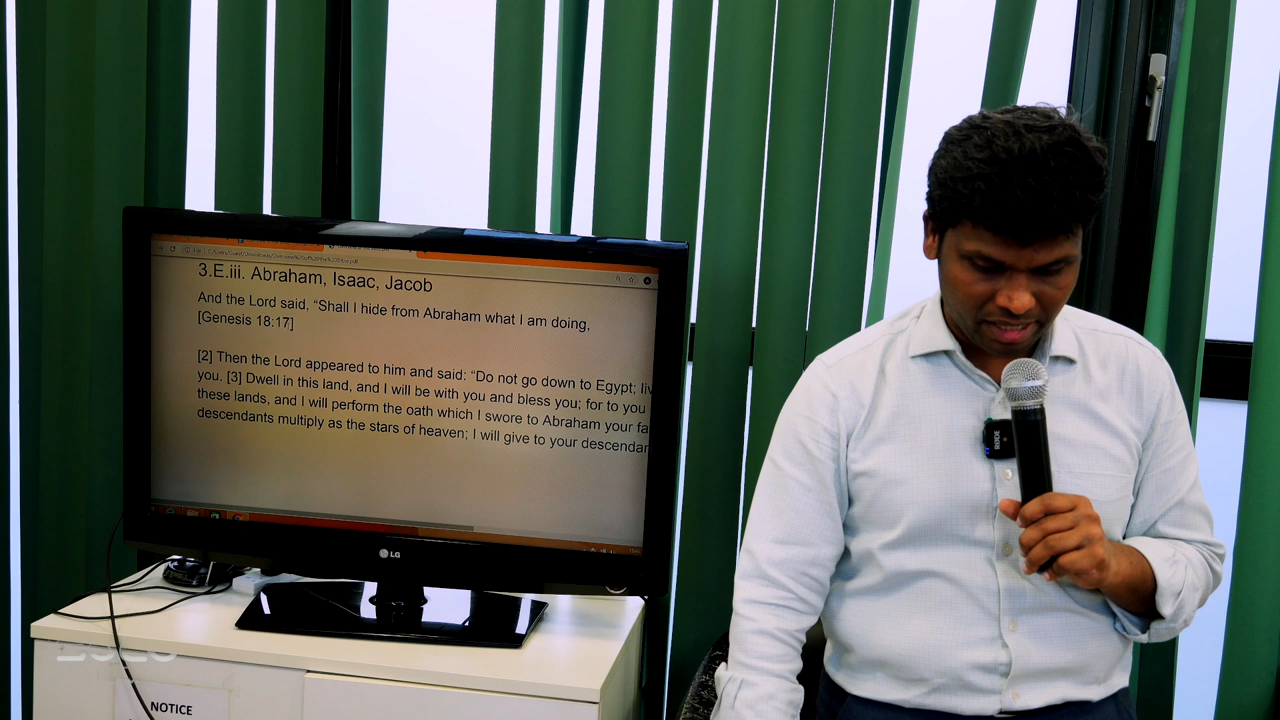 3.E.iii. Abraham, Isaac, Jacob
And the Lord said, “Shall I hide from Abraham what I am doing,
[Genesis 18:17]
[2] Then the Lord appeared to him and said: “Do not go down to Egypt; liv
you. [3] Dwell in this land, and I will be with you and bless you; for to you
these lands, and I will perform the oath which I swore to Abraham your fa
descendants multiply as the stars of heaven; I will give to your descendan
LG
RØDE
NOTICE